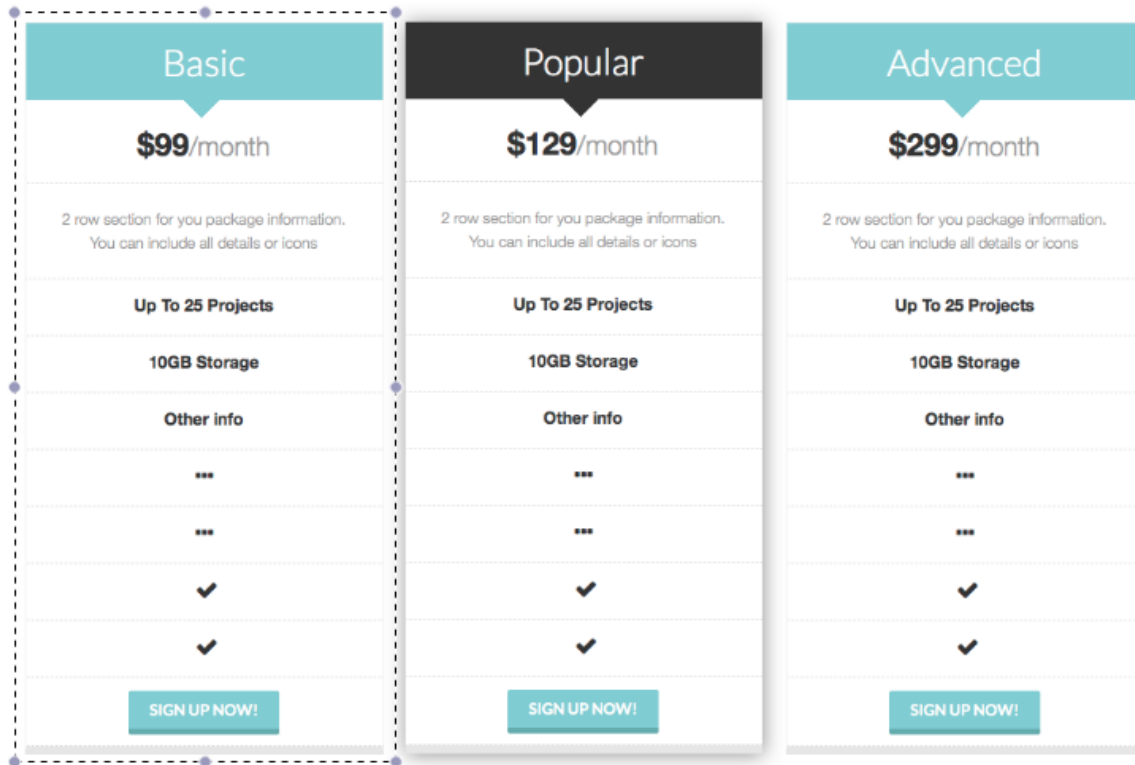 Basic
$99/month
2 row section for you package information.
You can include all details or icons
Up To 25 Projects
10GB Storage
Other info
...
...
SIGN UP NOW!
Popular
$129/month
2 row section for you package information.
You can include all details or icons
Up To 25 Projects
10GB Storage
Other info
...
...
SIGN UP NOW!
Advanced
$299/month
2 row section for you package information.
You can include all details or icons
Up To 25 Projects
10GB Storage
Other info
...
...
SIGN UP NOW!